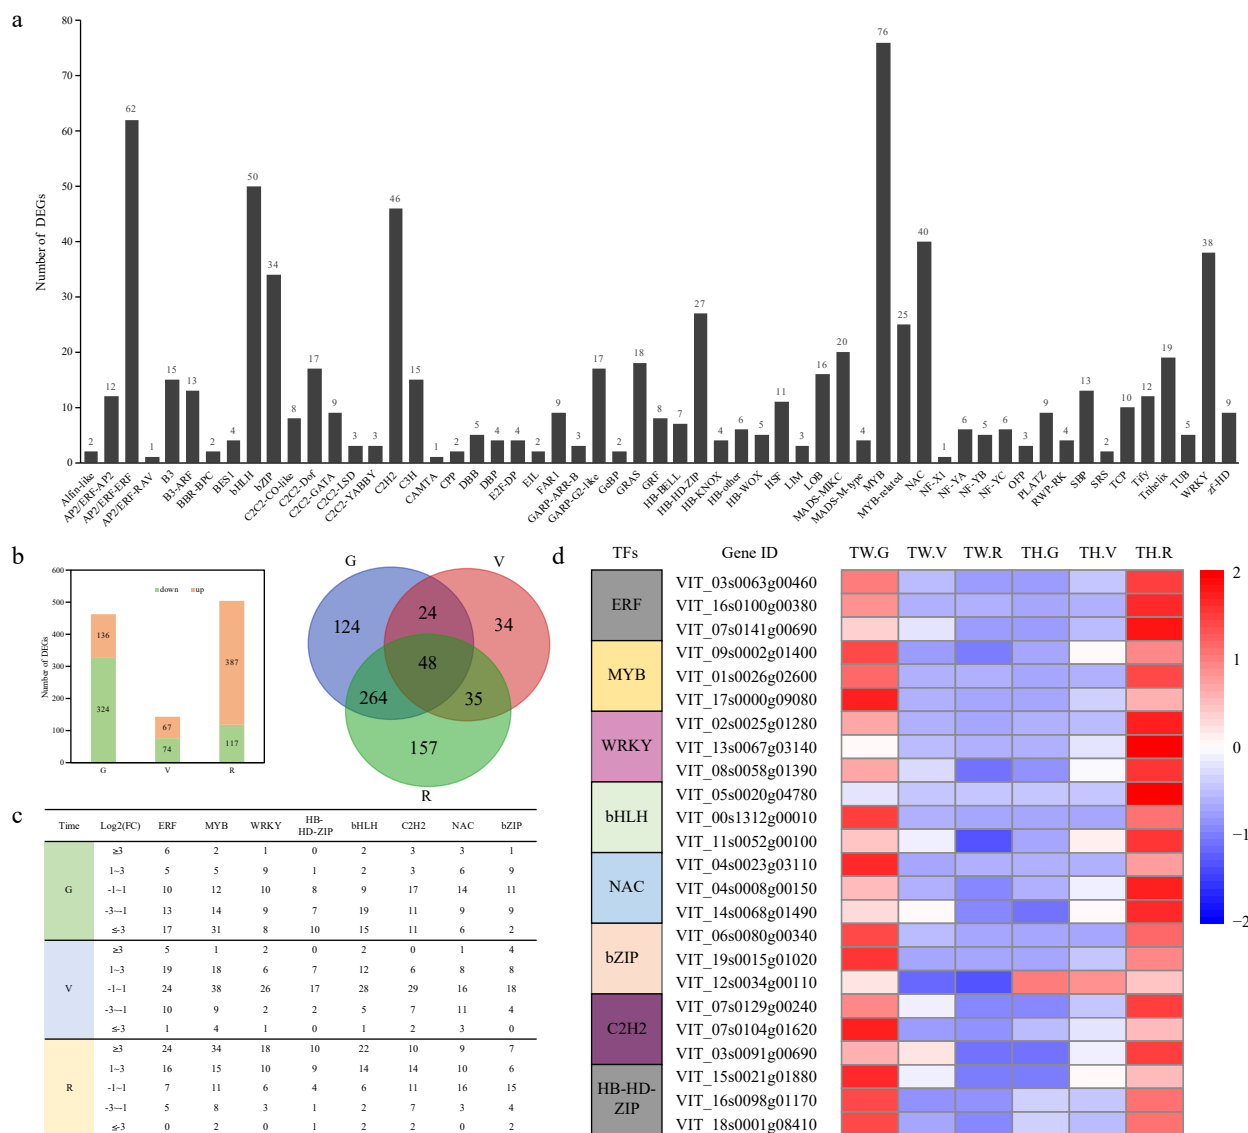 a
80
70
60
50
40
30
20
10
0
Number of DEGs
2 12 62 1 15 13 2 4 50 34 8 17 9 3 3 46 15 1 2 5 4 4 2 9 3 17 2 18 8 7 27 4 6 5 11 3 16 20 4 76 25 40 1 6 5 6 3 9 4 13 2 10 12 19 5 38 9
Alfin-like
AP2/ERF-AP2
AP2/ERF-ERF
AP2/ERF-RAV
B3
B3-ARF
BBR-BPC
BES1
bHLH
bZIP
C2C2-CO-like
C2C2-Dof
C2C2-GATA
C2C2-LSD
C2C2-YABBY
C2H2
C3H
CAMTA
CPP
DBB
DBP
E2F-DP
EIL
FAR1
GARP-ARR-B
GARP-G2-like
GeBP
GRAS
GRF
HB-BELL
HB-HD-ZIP
HB-KNOX
HB-other
HB-WOX
HSF
LIM
LOB
MADS-MIKC
MADS-M-type
MYB
MYB-related
NAC
NF-X1
NF-YA
NF-YB
NF-YC
OFP
PLATZ
RWP-RK
SBP
SRS
TCP
Tify
Trihelix
TUB
WRKY
zf-HD
b
600
500
400
300
200
100
0
Number of DEGs
down up
136
324
67
74
387
117
G V R
G
V
R
124
24
34
48
264
35
157
c
Time Log2(FC) ERF MYB WRKY HB-HD-ZIP bHLH C2H2 NAC bZIP
G
≥3 6 2 1 0 2 3 3 1
1~3 5 5 9 1 2 3 6 9
-1~1 10 12 10 8 9 17 14 11
-3~-1 13 14 9 7 19 11 9 9
≤-3 17 31 8 10 15 11 6 2
V
≥3 5 1 2 0 2 0 1 4
1~3 19 18 6 7 12 6 8 8
-1~1 24 38 26 17 28 29 16 18
-3~-1 10 9 2 2 5 7 11 4
≤-3 1 4 1 0 1 2 3 0
R
≥3 24 34 18 10 22 10 9 7
1~3 16 15 10 9 14 14 10 6
-1~1 7 11 6 4 6 11 16 15
-3~-1 5 8 3 1 2 7 3 4
≤-3 0 2 0 1 2 2 0 2
d
TFs Gene ID TW.G TW.V TW.R TH.G TH.V TH.R
ERF
VIT_03s0063g00460
VIT_16s0100g00380
VIT_07s0141g00690
MYB
VIT_09s0002g01400
VIT_01s0026g02600
VIT_17s0000g09080
WRKY
VIT_02s0025g01280
VIT_13s0067g03140
VIT_08s0058g01390
bHLH
VIT_05s0020g04780
VIT_00s1312g00010
VIT_11s0052g00100
NAC
VIT_04s0023g03110
VIT_04s0008g00150
VIT_14s0068g01490
bZIP
VIT_06s0080g00340
VIT_19s0015g01020
VIT_12s0034g00110
C2H2
VIT_07s0129g00240
VIT_07s0104g01620
VIT_03s0091g00690
HB-HD-
ZIP
VIT_15s0021g01880
VIT_16s0098g01170
VIT_18s0001g08410
2
1
0
−1
−2